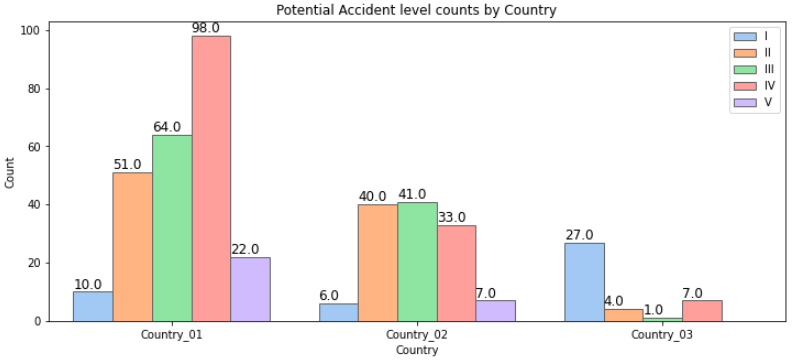 Potential Accident level counts by Country
I
II
III
IV
V
Count
100
80
60
40
20
0
10.0
51.0
64.0
98.0
22.0
6.0
40.0
41.0
33.0
7.0
27.0
4.0
1.0
7.0
Country_01
Country_02
Country_03
Country